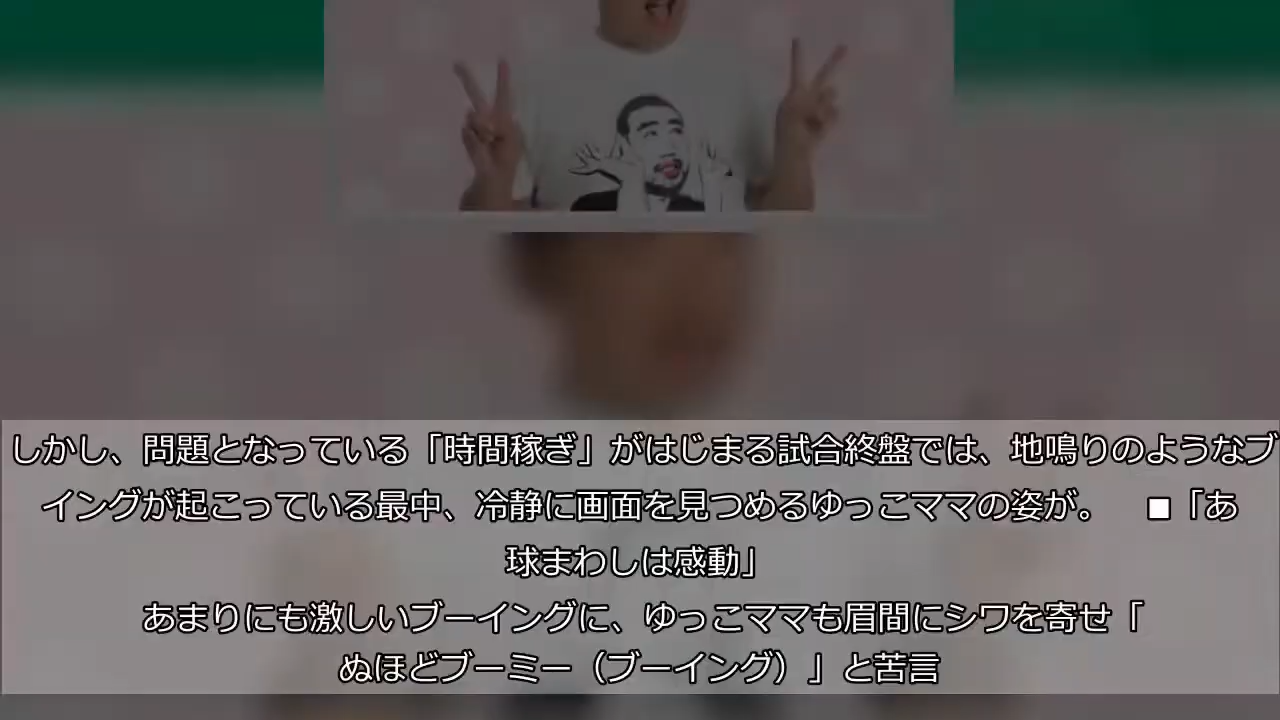 しかし、問題となっている「時間稼ぎ」がはじまる試合終盤では、地鳴りのようなブ
イングが起こっている最中、冷静に画面を見つめるゆっこママの姿が。　■「あ
球まわしは感動」
あまりにも激しいブーイングに、ゆっこママも眉間にシワを寄せ「
ぬほどブーミー（ブーイング）」と苦言